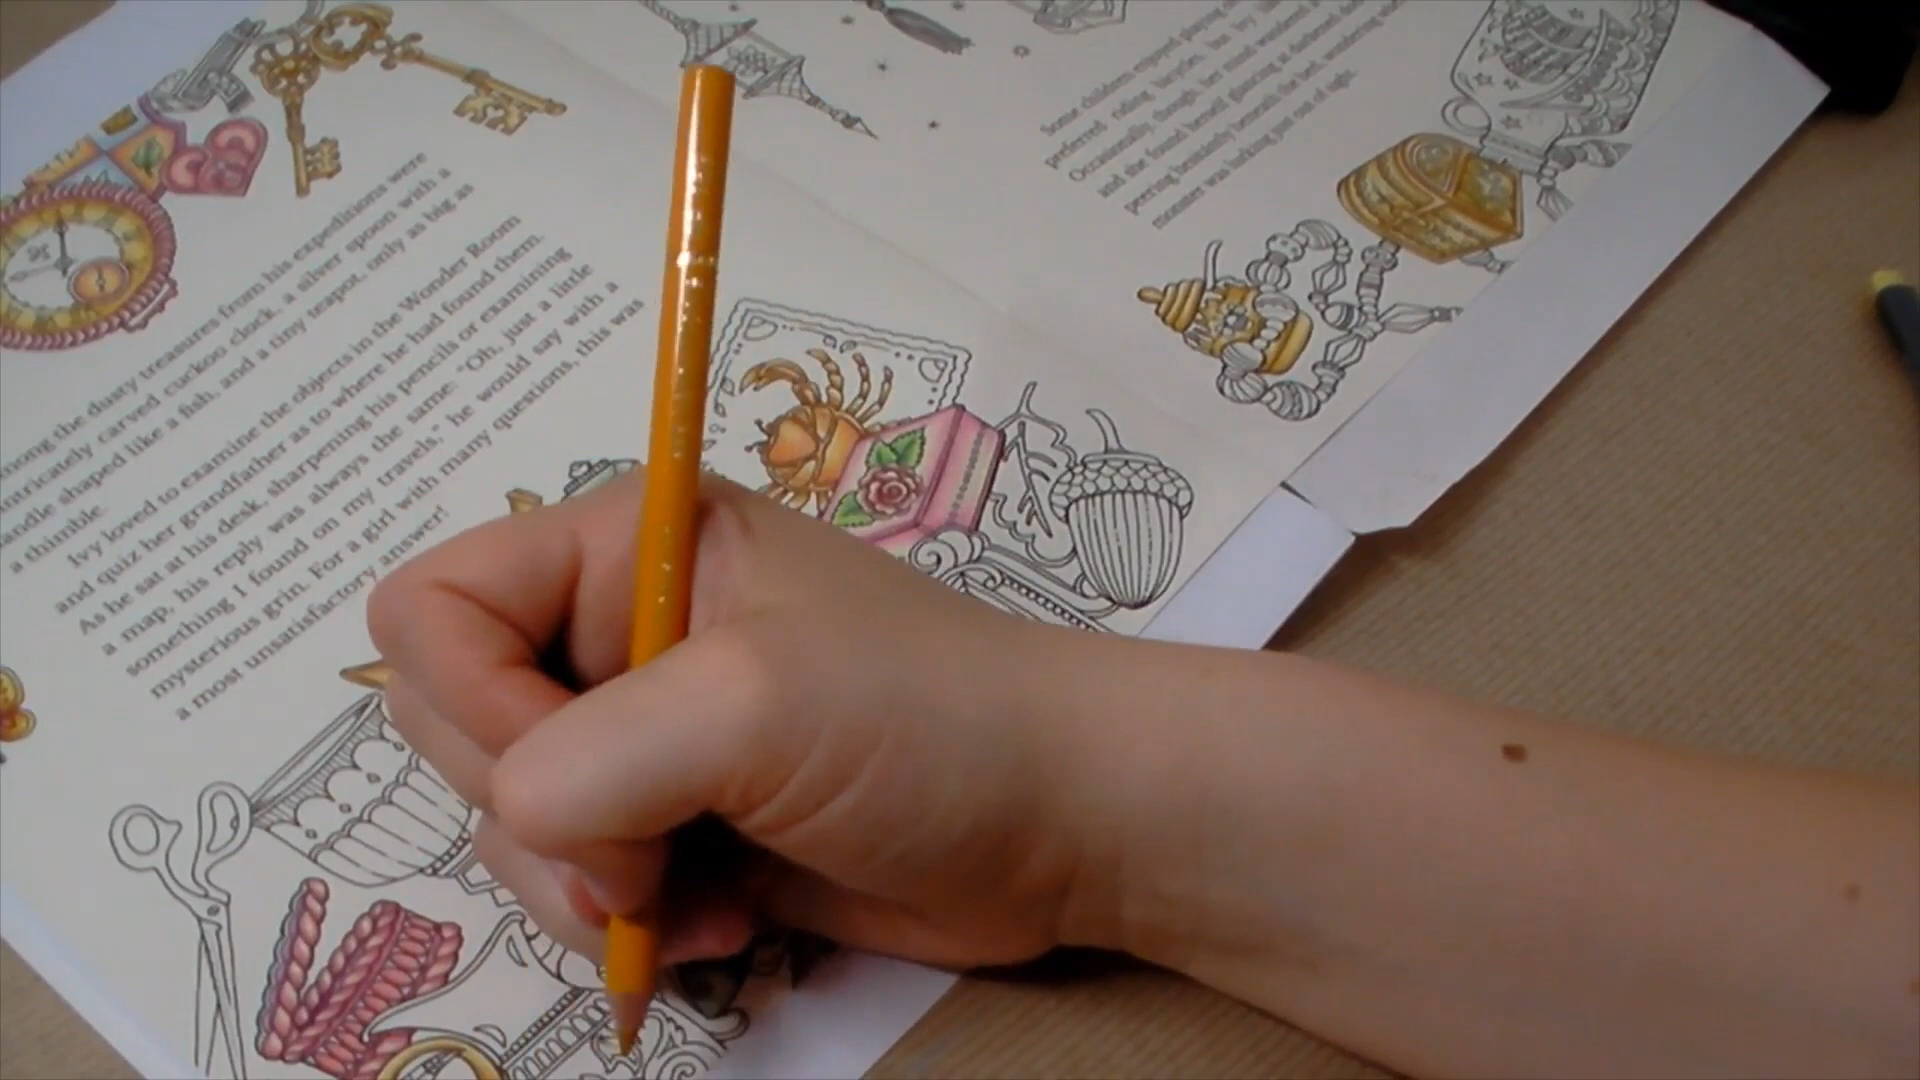 among the dusty treasures from his expeditions were
intricately carved cuckoo clock, a silver spoon with a
handle shaped like a fish, and a tiny teapot, only as big as
a thimble.
Ivy loved to examine the objects in the Wonder Room
and quiz her grandfather as to where he had found them.
As he sat at his desk, sharpening his pencils or examining
a map, his reply was always the same: "Oh, just a little
something I found on my travels," he would say with a
mysterious grin. For a girl with many questions, this was
a most unsatisfactory answer!
Some children enjoyed playing
preferred riding bicycles, but Ivy
Occasionally, though, her mind wandered
and she found herself glancing at darkened
peering hesitantly beneath the bed, wondering
monster was lurking just out of sight.